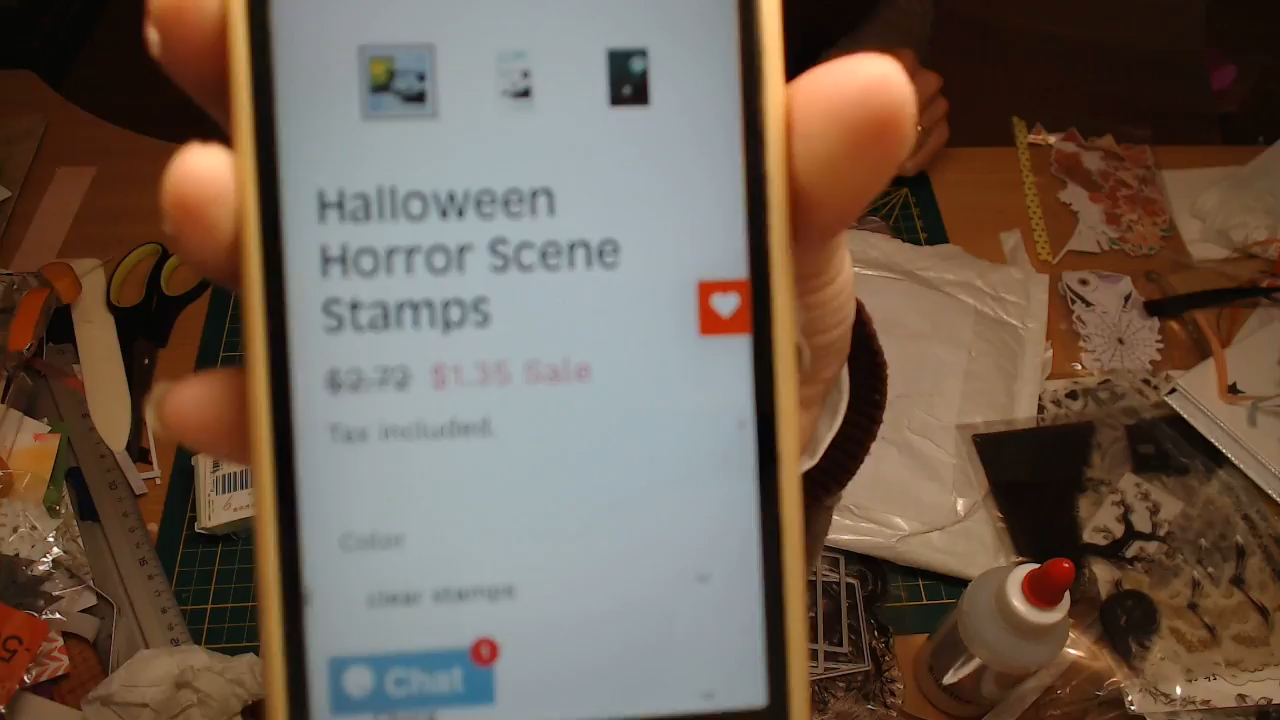 Halloween
Horror Scene
Stamps
$2.72 $1.35 Sale
Tax included.
Color
clear stamps
Chat